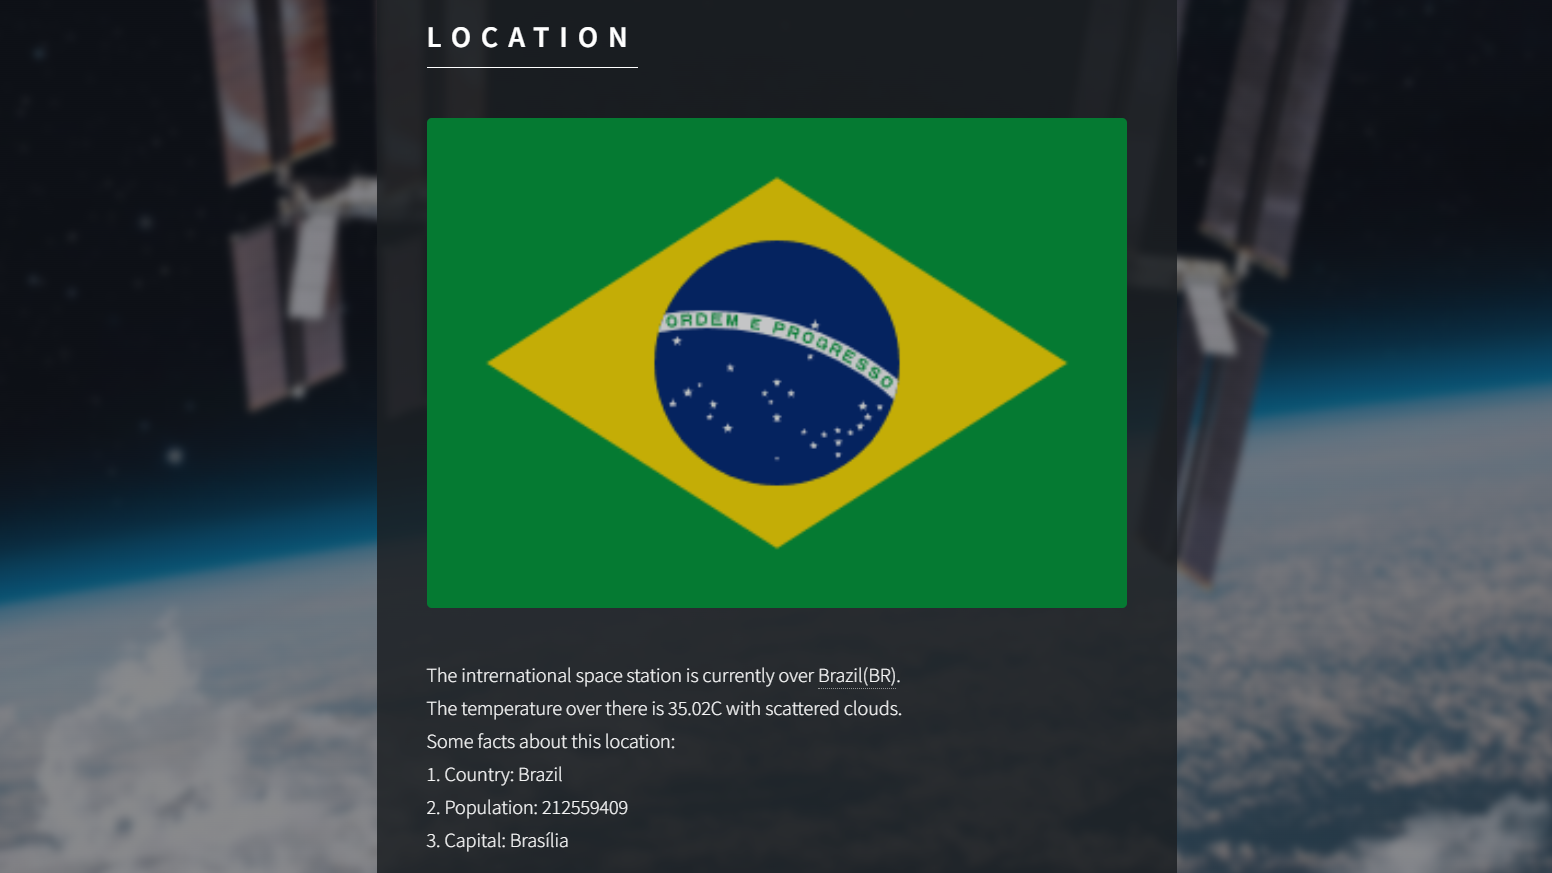 LOCATION
ORDEM E PROGRESSO
The intrernational space station is currently over Brazil(BR).
The temperature over there is 35.02C with scattered clouds.
Some facts about this location:
1. Country: Brazil
2. Population: 212559409
3. Capital: Brasília